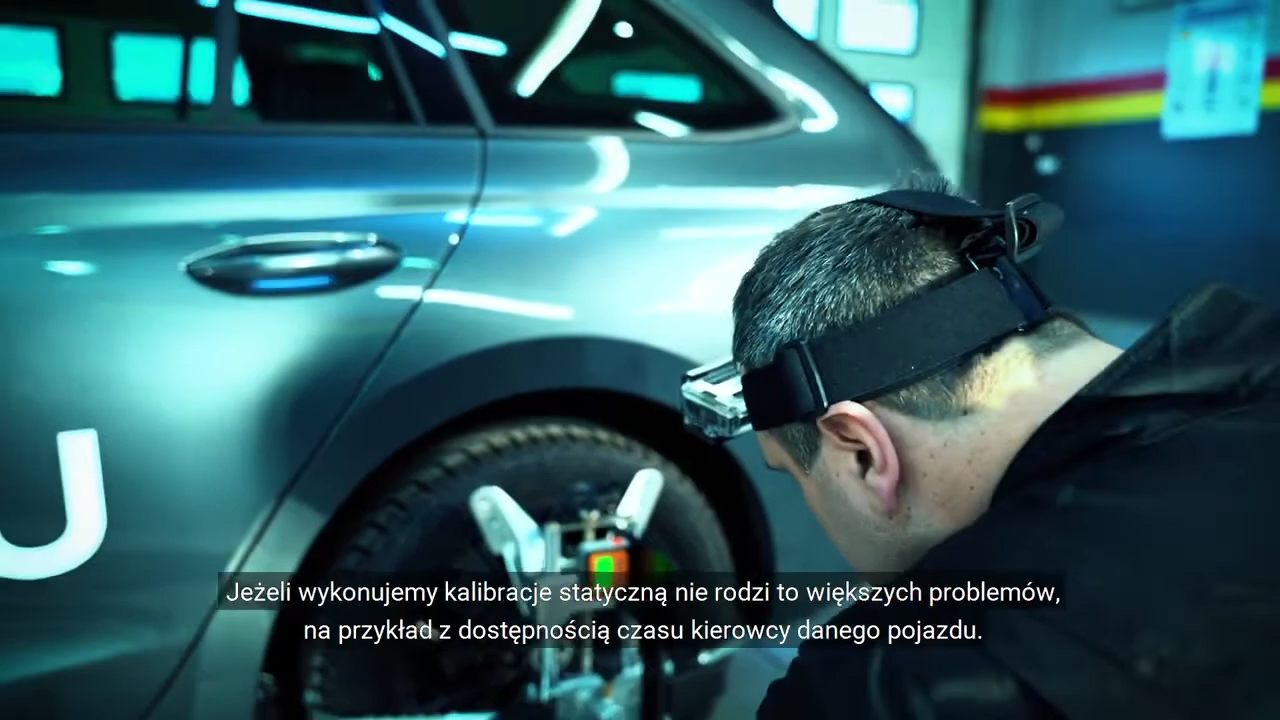 U
Jeżeli wykonujemy kalibracje statyczną nie rodzi to większych problemów,
na przykład z dostępnością czasu kierowcy danego pojazdu.